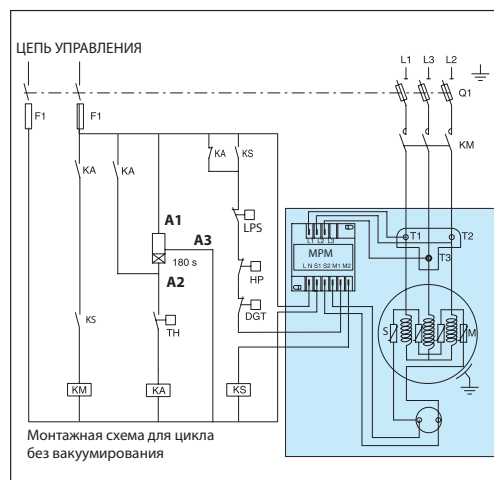 ЦЕПЬ УПРАВЛЕНИЯ
L1 L3 L2
F1 F1 Q1
KA KA KA KS KM
A1
A3
LPS
180 s
A2
HP
TH
DGT
KS
L1 L2 L3
MPM
L N S1 S2 M1 M2
T1 T2
T3
S M
KM KA KS
Монтажная схема для цикла
без вакуумирования